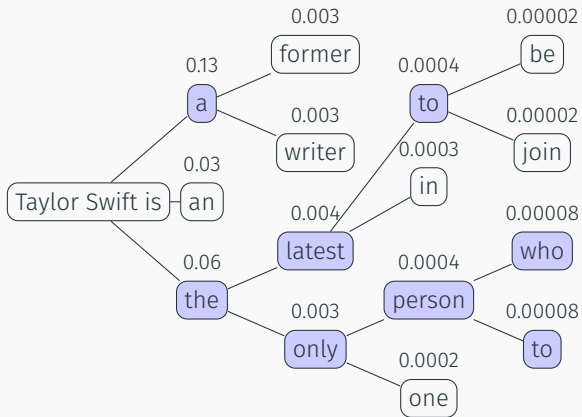 0.003
0.00002
former
be
0.13
0.0004
a
to
0.003
0.00002
writer
join
0.03
0.0003
Taylor Swift is
an
in
0.004
0.00008
latest
who
0.06
0.0004
the
person
0.003
0.00008
only
to
0.0002
one